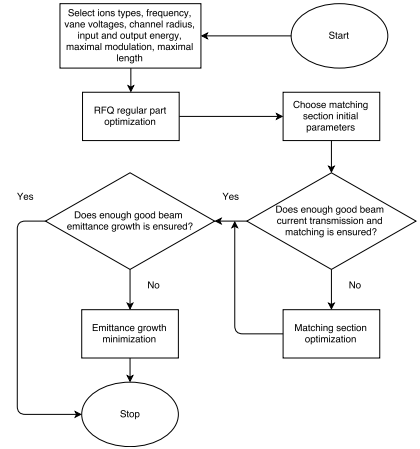 Select ions types, frequency,
vane voltages, channel radius,
input and output energy,
maximal modulation, maximal
length
Start
RFQ regular part
optimization
Choose matching
section initial
parameters
Yes
Does enough good beam
emittance growth is ensured?
Yes
Does enough good beam
current transmission and
matching is ensured?
No
No
Emittance growth
minimization
Matching section
optimization
Stop